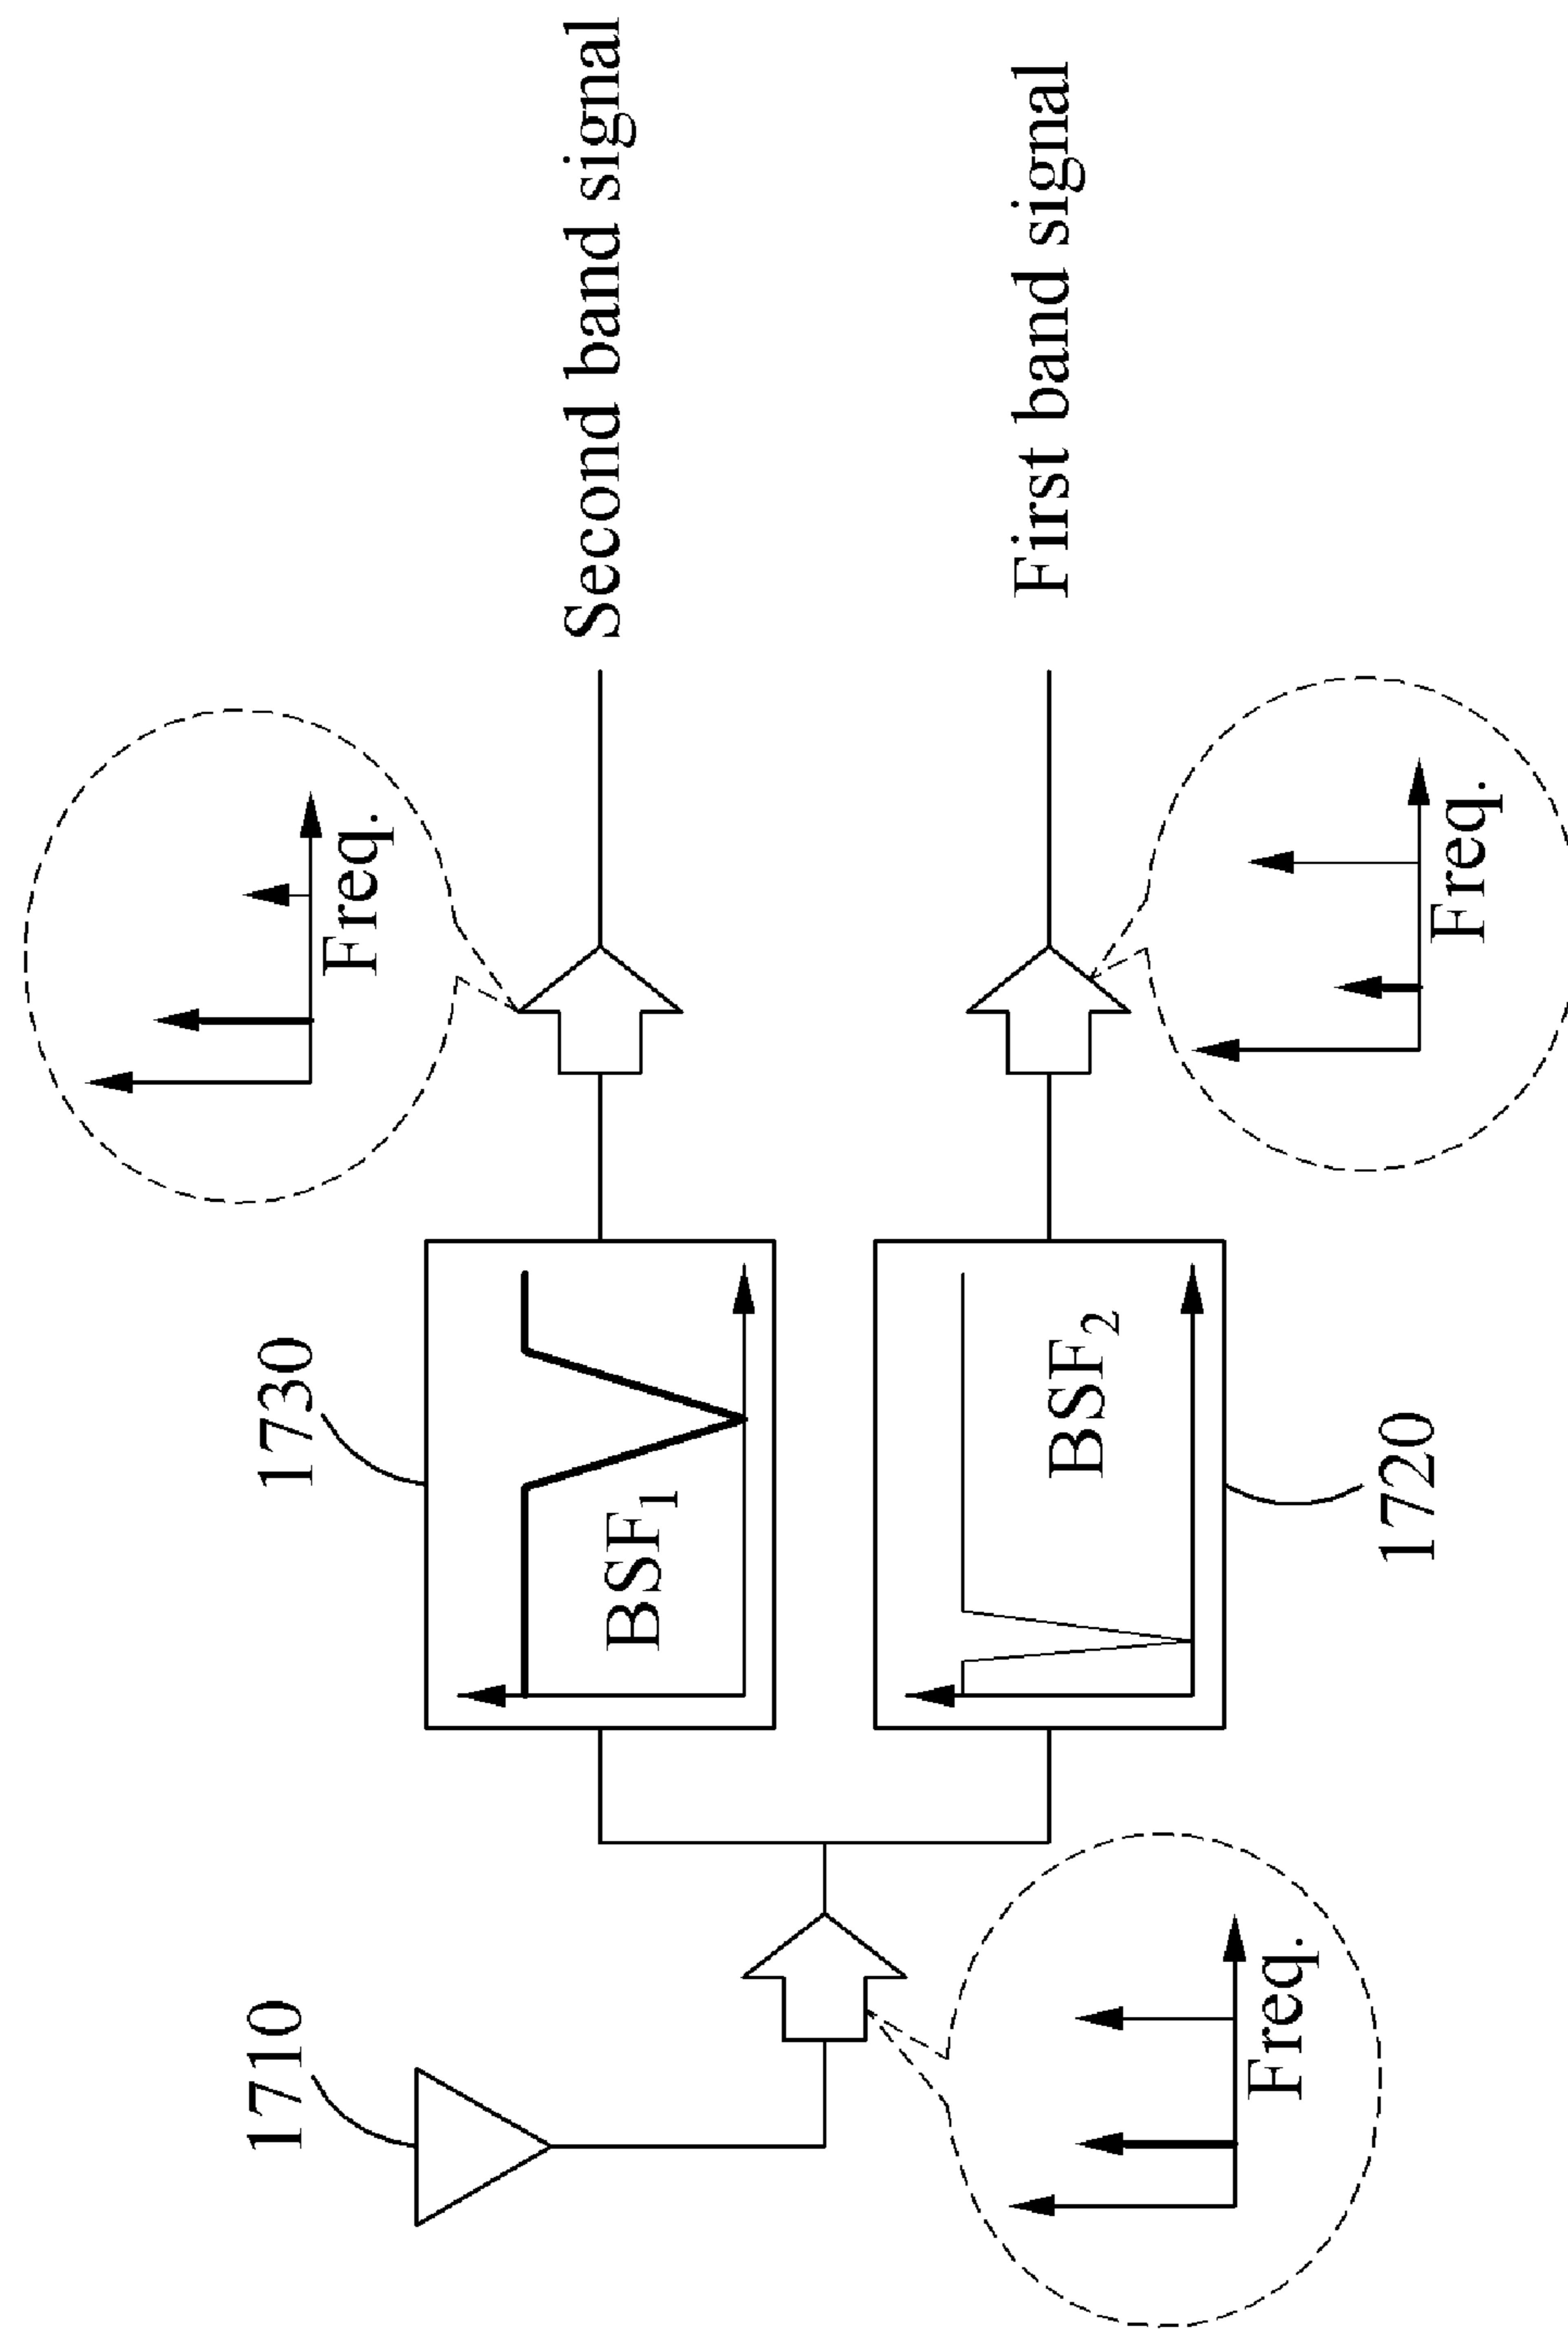 1710
Freq.
1730
BSF1
BSF2
1720
Freq.
Second band signal
Freq.
First band signal